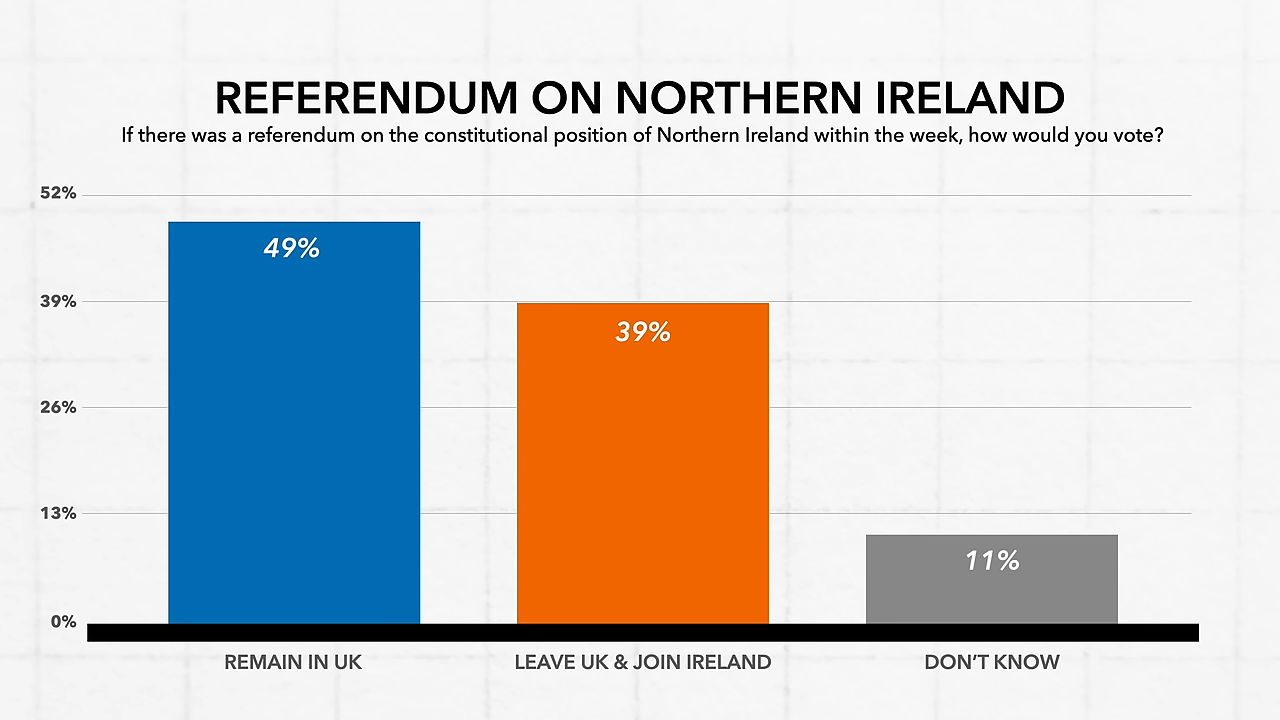 REFERENDUM ON NORTHERN IRELAND
If there was a referendum on the constitutional position of Northern Ireland within the week, how would you vote?
52%
49%
39%
39%
26%
13%
11%
0%
REMAIN IN UK
LEAVE UK & JOIN IRELAND
DON'T KNOW